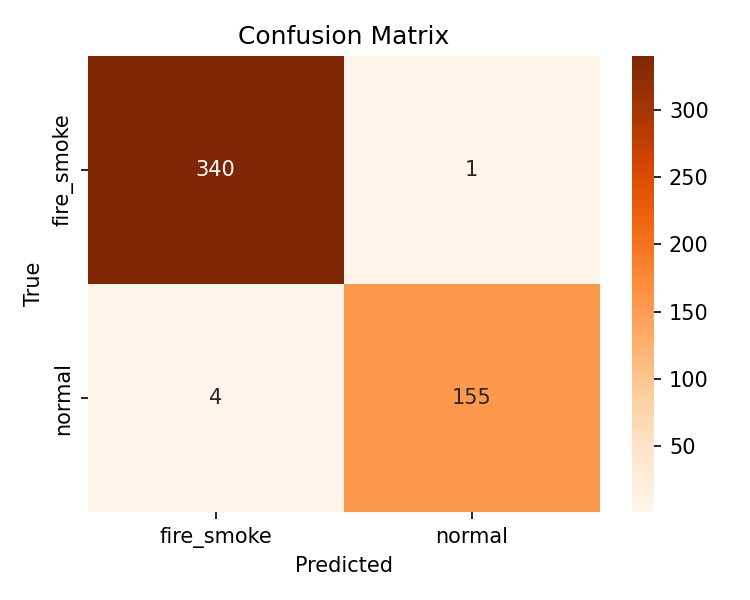 Confusion Matrix
True
fire_smoke
normal
340
1
4
155
fire_smoke
normal
Predicted
300
250
200
150
100
50